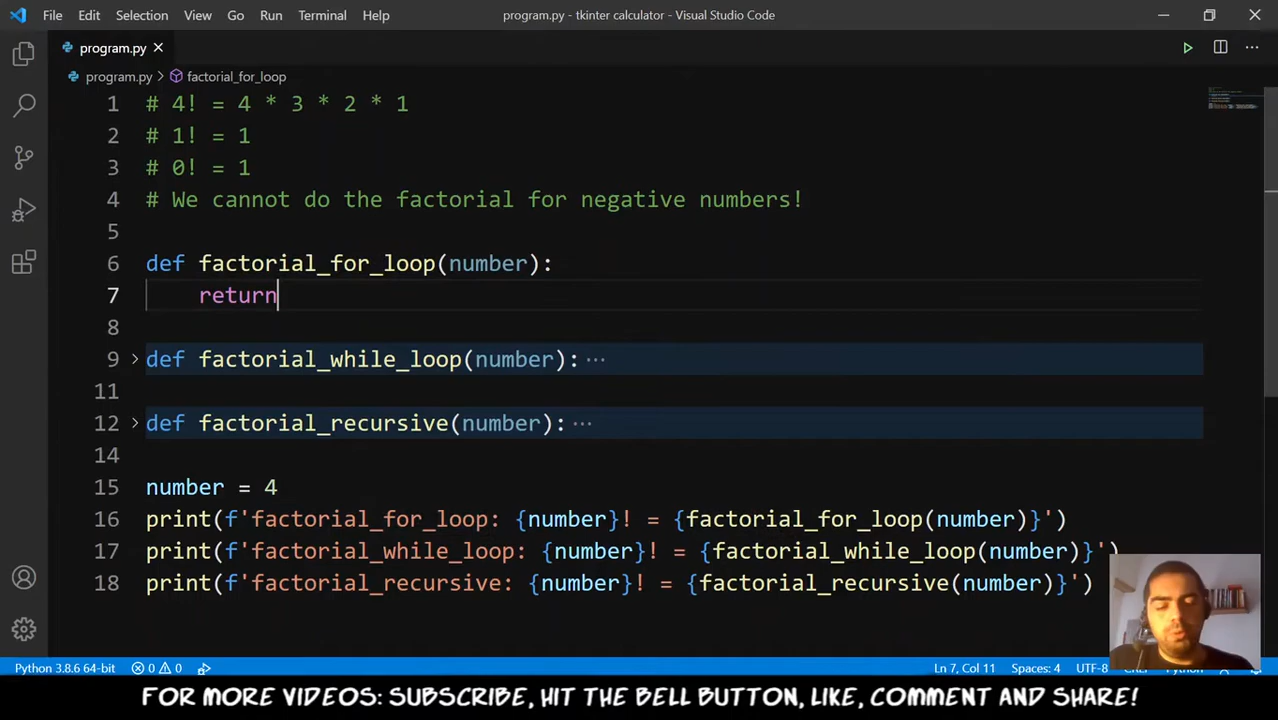 File Edit Selection View Go Run Terminal Help program.py - tkinter calculator - Visual Studio Code
program.py
program.py > factorial_for_loop
1 # 4! = 4 * 3 * 2 * 1
2 # 1! = 1
3 # 0! = 1
4 # We cannot do the factorial for negative numbers!
5
6 def factorial_for_loop(number):
7 return
8
9 def factorial_while_loop(number): ...
11
12 def factorial_recursive(number): ...
14
15 number = 4
16 print(f'factorial_for_loop: {number}! = {factorial_for_loop(number)}')
17 print(f'factorial_while_loop: {number}! = {factorial_while_loop(number)}')
18 print(f'factorial_recursive: {number}! = {factorial_recursive(number)}')
Python 3.8.6 64-bit 0 0 Ln 7, Col 11 Spaces: 4 UTF-8
FOR MORE VIDEOS: SUBSCRIBE, HIT THE BELL BUTTON, LIKE, COMMENT AND SHARE!